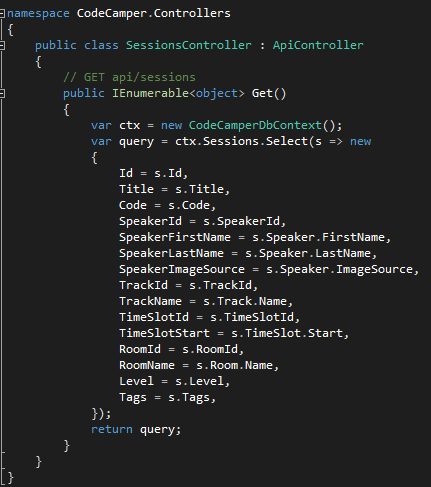 namespace CodeCamper.Controllers
{
    public class SessionsController : ApiController
    {
        // GET api/sessions
        public IEnumerable<object> Get()
        {
            var ctx = new CodeCamperDbContext();
            var query = ctx.Sessions.Select(s => new
            {
                Id = s.Id,
                Title = s.Title,
                Code = s.Code,
                SpeakerId = s.SpeakerId,
                SpeakerFirstName = s.Speaker.FirstName,
                SpeakerLastName = s.Speaker.LastName,
                SpeakerImageSource = s.Speaker.ImageSource,
                TrackId = s.TrackId,
                TrackName = s.Track.Name,
                TimeSlotId = s.TimeSlotId,
                TimeSlotStart = s.TimeSlot.Start,
                RoomId = s.RoomId,
                RoomName = s.Room.Name,
                Level = s.Level,
                Tags = s.Tags,
            });
            return query;
        }
    }
}